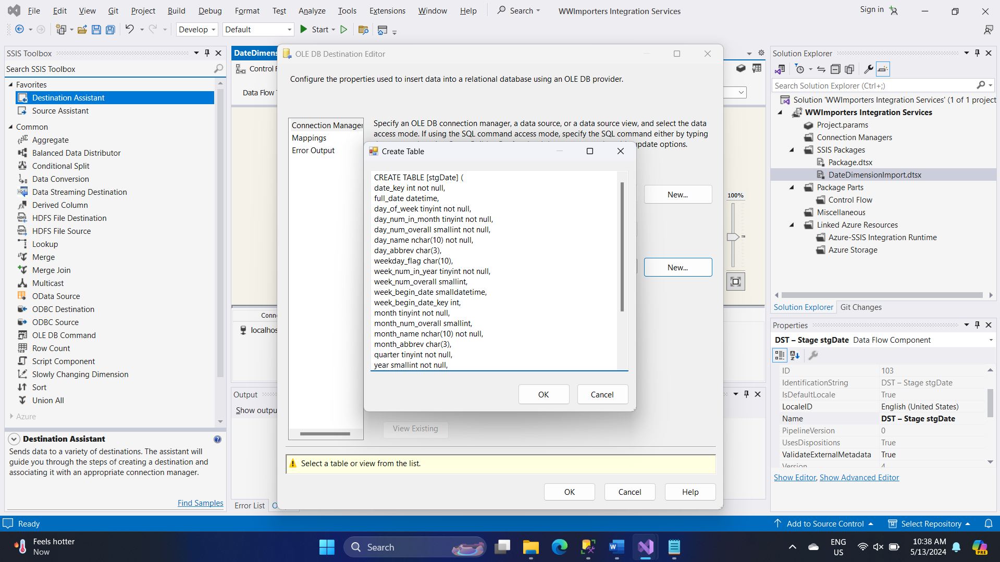 File Edit View Git Project Build Debug Format Test Analyze Tools Extensions Window Help Search WWImporters Integration Services Sign in
Develop Default Start
SSIS Toolbox
Search SSIS Toolbox
Favorites
Destination Assistant
Source Assistant
Common
Aggregate
Balanced Data Distributor
Conditional Split
Data Conversion
Data Streaming Destination
Derived Column
HDFS File Destination
HDFS File Source
Lookup
Merge
Merge Join
Multicast
OData Source
ODBC Destination
ODBC Source
OLE DB Command
Row Count
Script Component
Slowly Changing Dimension
Sort
Union All
Azure
Destination Assistant
Sends data to a variety of destinations. The assistant will
guide you through the steps of creating a destination and
associating it with an appropriate connection manager.
Find Samples
DateDimens
Control F
Data Flow
Conn
localhos
Output
Show outpu
Error List
OLE DB Destination Editor
Configure the properties used to insert data into a relational database using an OLE DB provider.
Connection Manager
Mappings
Error Output
Specify an OLE DB connection manager, a data source, or a data source view, and select the data
access mode. If using the SQL command access mode, specify the SQL command either by typing
update options.
New...
New...
View Existing
Select a table or view from the list.
OK Cancel Help
Create Table
CREATE TABLE [stgDate] (
date_key int not null,
full_date datetime,
day_of_week tinyint not null,
day_num_in_month tinyint not null,
day_num_overall smallint not null,
day_name nchar(10) not null,
day_abbrev char(3),
weekday_flag char(10),
week_num_in_year tinyint not null,
week_num_overall smallint,
week_begin_date smalldatetime,
week_begin_date_key int,
month tinyint not null,
month_num_overall smallint,
month_name nchar(10) not null,
month_abbrev char(3),
quarter tinyint not null,
year smallint not null,
OK Cancel
100%
Solution Explorer
Search Solution Explorer (Ctrl+;)
Solution 'WWImporters Integration Services' (1 of 1 project
WWImporters Integration Services
Project.params
Connection Managers
SSIS Packages
Package.dtsx
DateDimensionImport.dtsx
Package Parts
Control Flow
Miscellaneous
Linked Azure Resources
Azure-SSIS Integration Runtime
Azure Storage
Solution Explorer Git Changes
Properties
DST – Stage stgDate Data Flow Component
ID 103
IdentificationString DST – Stage stgDate
IsDefaultLocale True
LocaleID English (United States)
Name DST – Stage stgDate
PipelineVersion 0
UsesDispositions True
ValidateExternalMetadata True
Version 4
Show Editor, Show Advanced Editor
Ready Add to Source Control Select Repository
Feels hotter
Now
Search
ENG
US
10:38 AM
5/13/2024
PRE